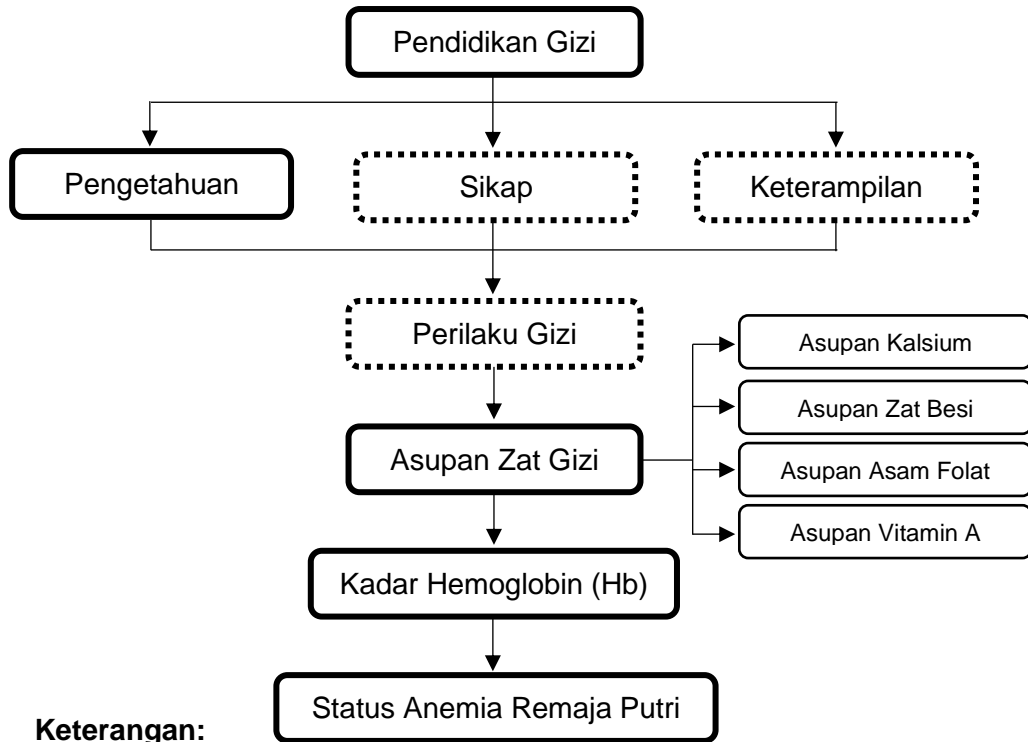 Pendidikan Gizi
Pengetahuan
Sikap
Keterampilan
Perilaku Gizi
Asupan Kalsium
Asupan Zat Besi
Asupan Zat Gizi
Asupan Asam Folat
Asupan Vitamin A
Kadar Hemoglobin (Hb)
Status Anemia Remaja Putri
Keterangan: